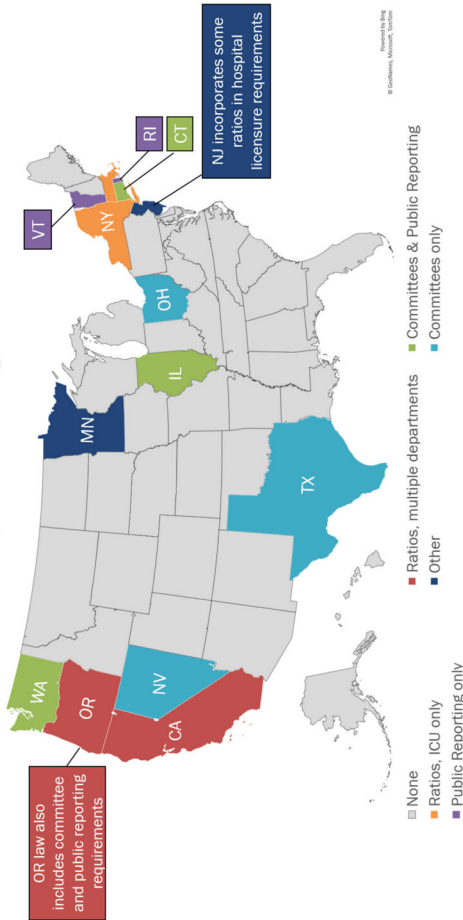 OR law also
includes committee
and public reporting
requirements
WA
OR
NV
CA
MN
IL
OH
TX
NY
VT
RI
CT
NJ incorporates some
ratios in hospital
licensure requirements
Powered by Bing
© GeoNames, Microsoft, TomTom
None
Ratios, multiple departments
Committees & Public Reporting
Ratios, ICU only
Other
Committees only
Public Reporting only